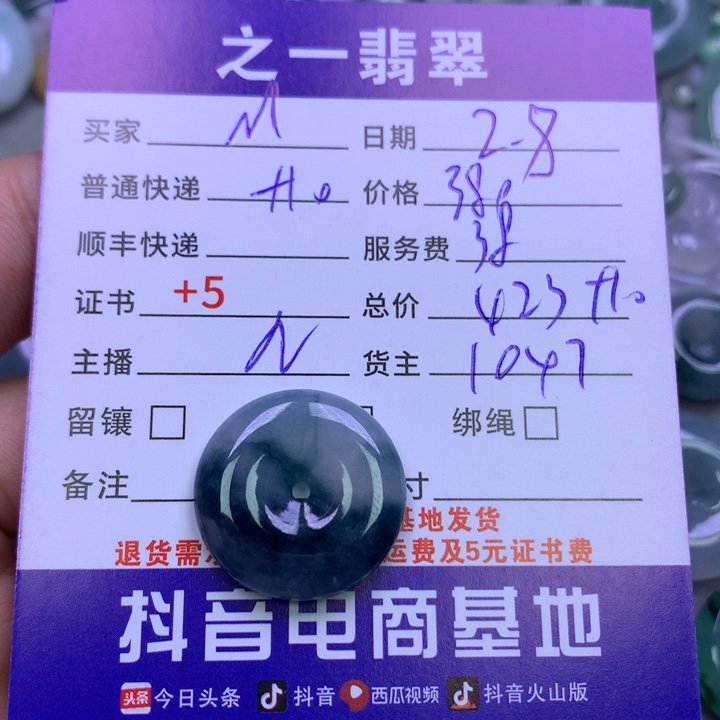 之一翡翠
买家 M 日期 2-8
普通快递 价格
顺丰快递 服务费 38
证书 +5 总价 423
主播 N 货主 1047
留镶 绑绳
备注 寸
基地发货
退货需 运费及5元证书费
抖音电商基地
头条 今日头条 抖音 西瓜视频 抖音火山版